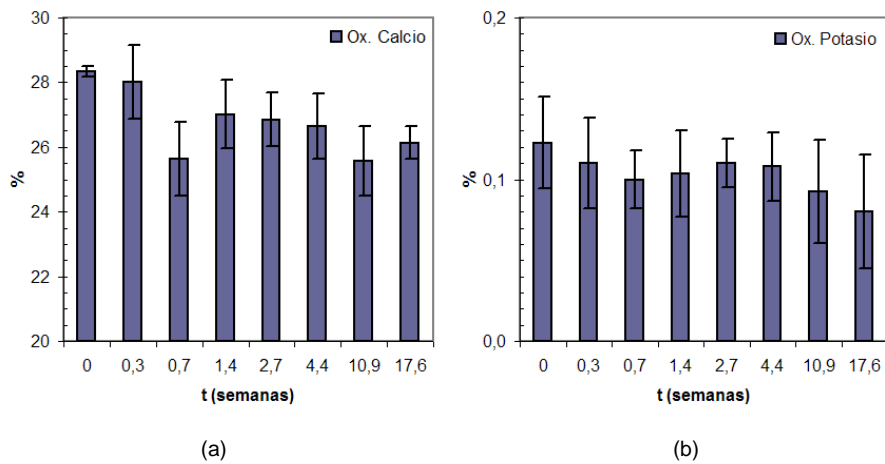 30
28
26
24
22
20
%
Ox. Calcio
0 0,3 0,7 1,4 2,7 4,4 10,9 17,6
t (semanas)
(a)
0,2
0,1
0,0
%
Ox. Potasio
0 0,3 0,7 1,4 2,7 4,4 10,9 17,6
t (semanas)
(b)